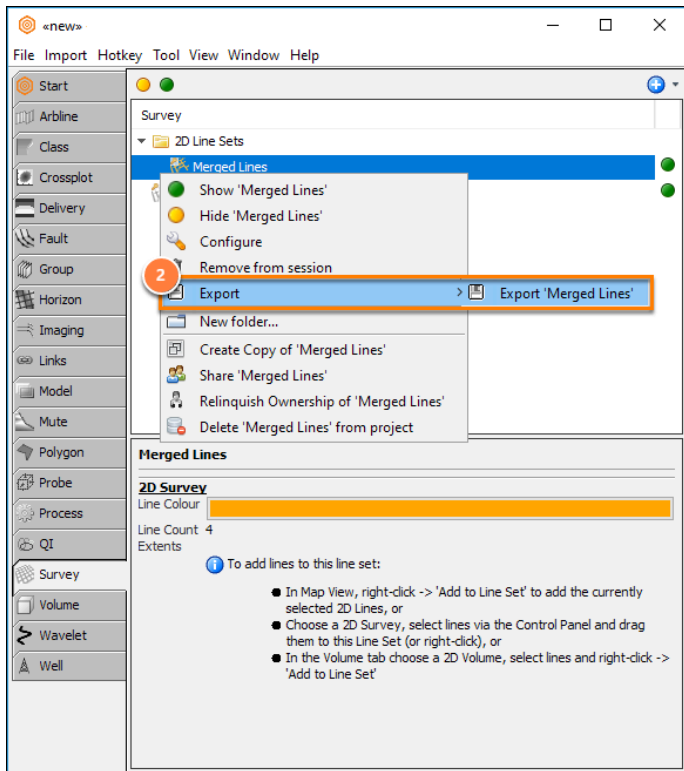 «new»
File Import Hotkey Tool View Window Help
Start
Arbline
Class
Crossplot
Delivery
Fault
Group
Horizon
Imaging
Links
Model
Mute
Polygon
Probe
Process
QI
Survey
Volume
Wavelet
Well
Survey
2D Line Sets
Merged Lines
Show 'Merged Lines'
Hide 'Merged Lines'
Configure
Remove from session
2
Export
Export 'Merged Lines'
New folder...
Create Copy of 'Merged Lines'
Share 'Merged Lines'
Relinquish Ownership of 'Merged Lines'
Delete 'Merged Lines' from project
Merged Lines
2D Survey
Line Colour
Line Count 4
Extents
To add lines to this line set:
In Map View, right-click -> 'Add to Line Set' to add the currently
selected 2D Lines, or
Choose a 2D Survey, select lines via the Control Panel and drag
them to this Line Set (or right-click), or
In the Volume tab choose a 2D Volume, select lines and right-click ->
'Add to Line Set'